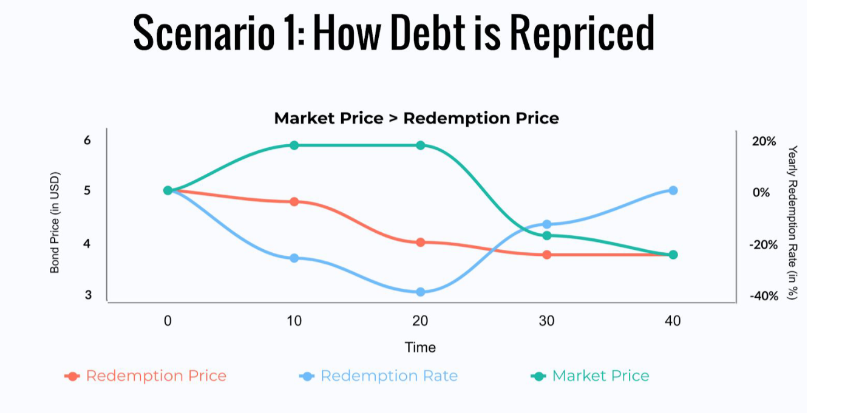 Scenario 1: How Debt is Repriced
Market Price > Redemption Price
Bond Price (in USD)
6
5
4
3
20%
0%
-20%
-40%
Yearly Redemption Rate (in %)
0 10 20 30 40
Time
Redemption Price Redemption Rate Market Price